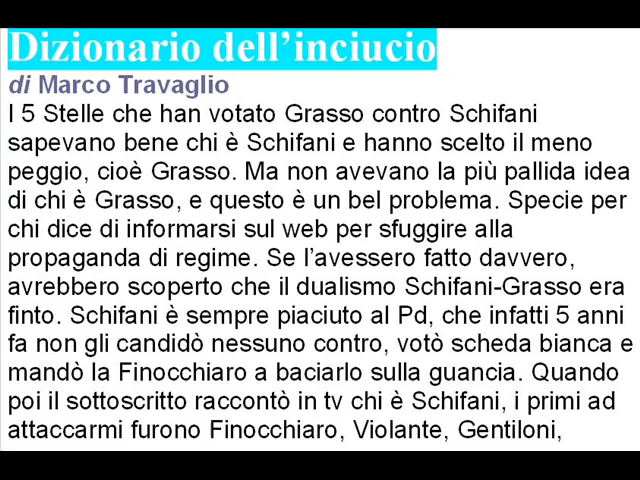 Dizionario dell'inciucio
di Marco Travaglio
I 5 Stelle che han votato Grasso contro Schifani
sapevano bene chi è Schifani e hanno scelto il meno
peggio, cioè Grasso. Ma non avevano la più pallida idea
di chi è Grasso, e questo è un bel problema. Specie per
chi dice di informarsi sul web per sfuggire alla
propaganda di regime. Se l'avessero fatto davvero,
avrebbero scoperto che il dualismo Schifani-Grasso era
finto. Schifani è sempre piaciuto al Pd, che infatti 5 anni
fa non gli candidò nessuno contro, votò scheda bianca e
mandò la Finocchiaro a baciarlo sulla guancia. Quando
poi il sottoscritto raccontò in tv chi è Schifani, i primi ad
attaccarmi furono Finocchiaro, Violante, Gentiloni,